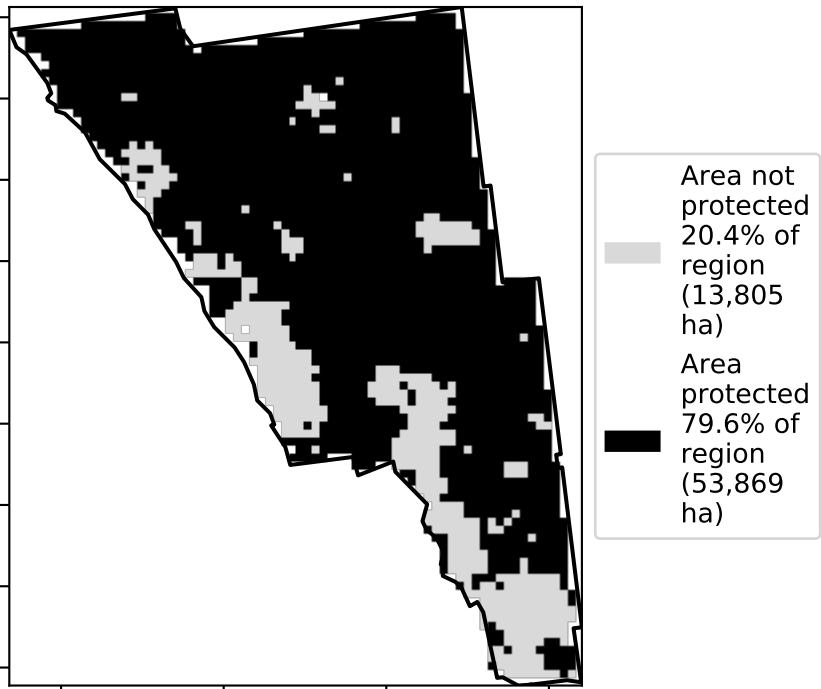 Area not
protected
20.4% of
region
(13,805
ha)
Area
protected
79.6% of
region
(53,869
ha)